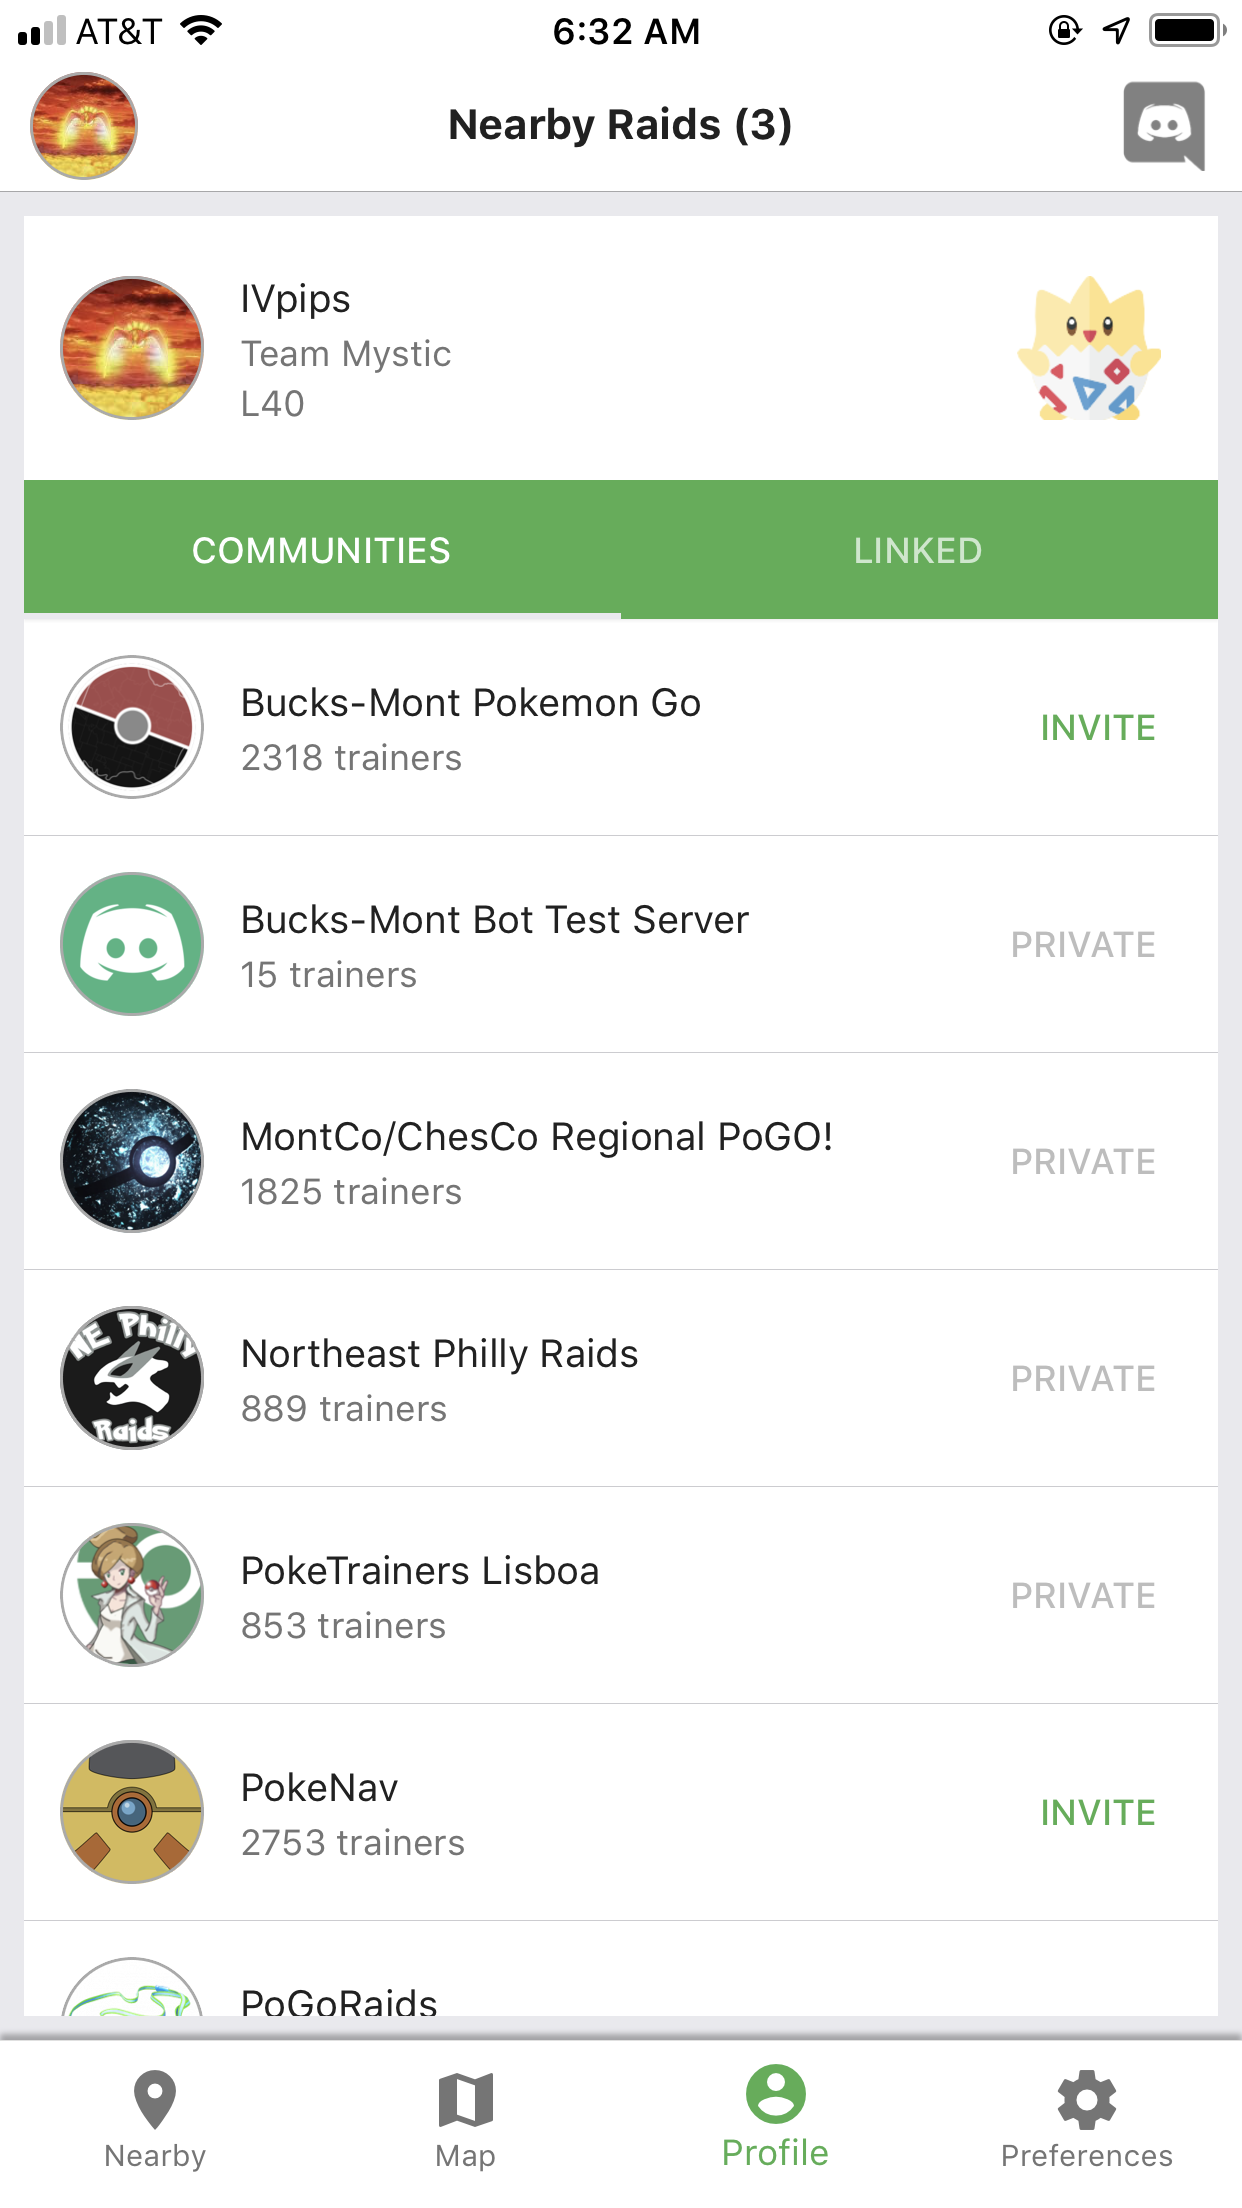 AT&T 6:32 AM
Nearby Raids (3)
IVpips
Team Mystic
L40
COMMUNITIES LINKED
Bucks-Mont Pokemon Go
2318 trainers
INVITE
Bucks-Mont Bot Test Server
15 trainers
PRIVATE
MontCo/ChesCo Regional PoGO!
1825 trainers
PRIVATE
NE Philly
Raids
Northeast Philly Raids
889 trainers
PRIVATE
PokeTrainers Lisboa
853 trainers
PRIVATE
PokeNav
2753 trainers
INVITE
PoGoRaids
Nearby Map Profile Preferences